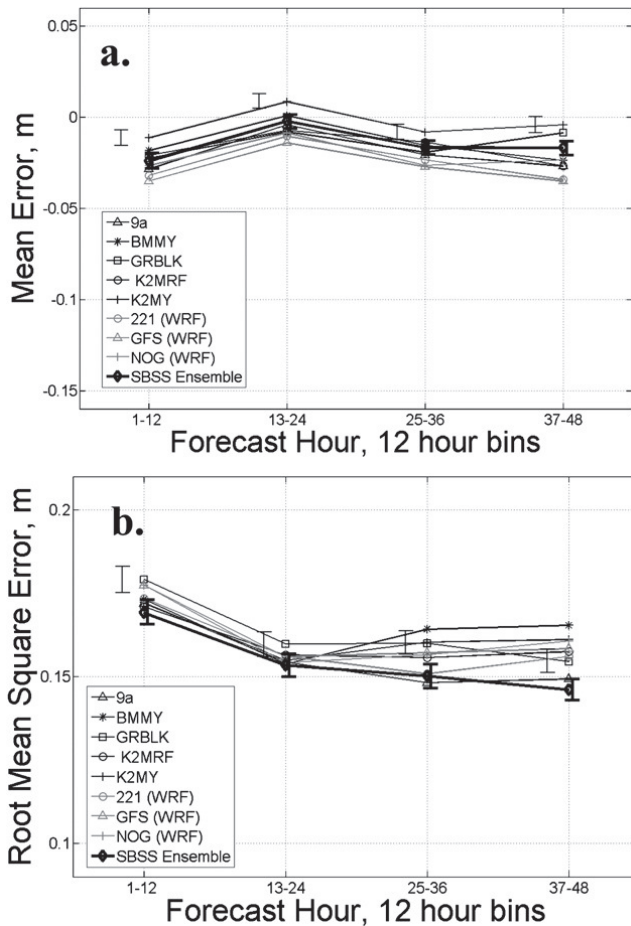 a.
Mean Error, m
0.05
0
-0.05
-0.1
-0.15
9a
BMMY
GRBLK
K2MRF
K2MY
221 (WRF)
GFS (WRF)
NOG (WRF)
SBSS Ensemble
1-12 13-24 25-36 37-48
Forecast Hour, 12 hour bins
b.
Root Mean Square Error, m
0.2
0.15
0.1
9a
BMMY
GRBLK
K2MRF
K2MY
221 (WRF)
GFS (WRF)
NOG (WRF)
SBSS Ensemble
1-12 13-24 25-36 37-48
Forecast Hour, 12 hour bins